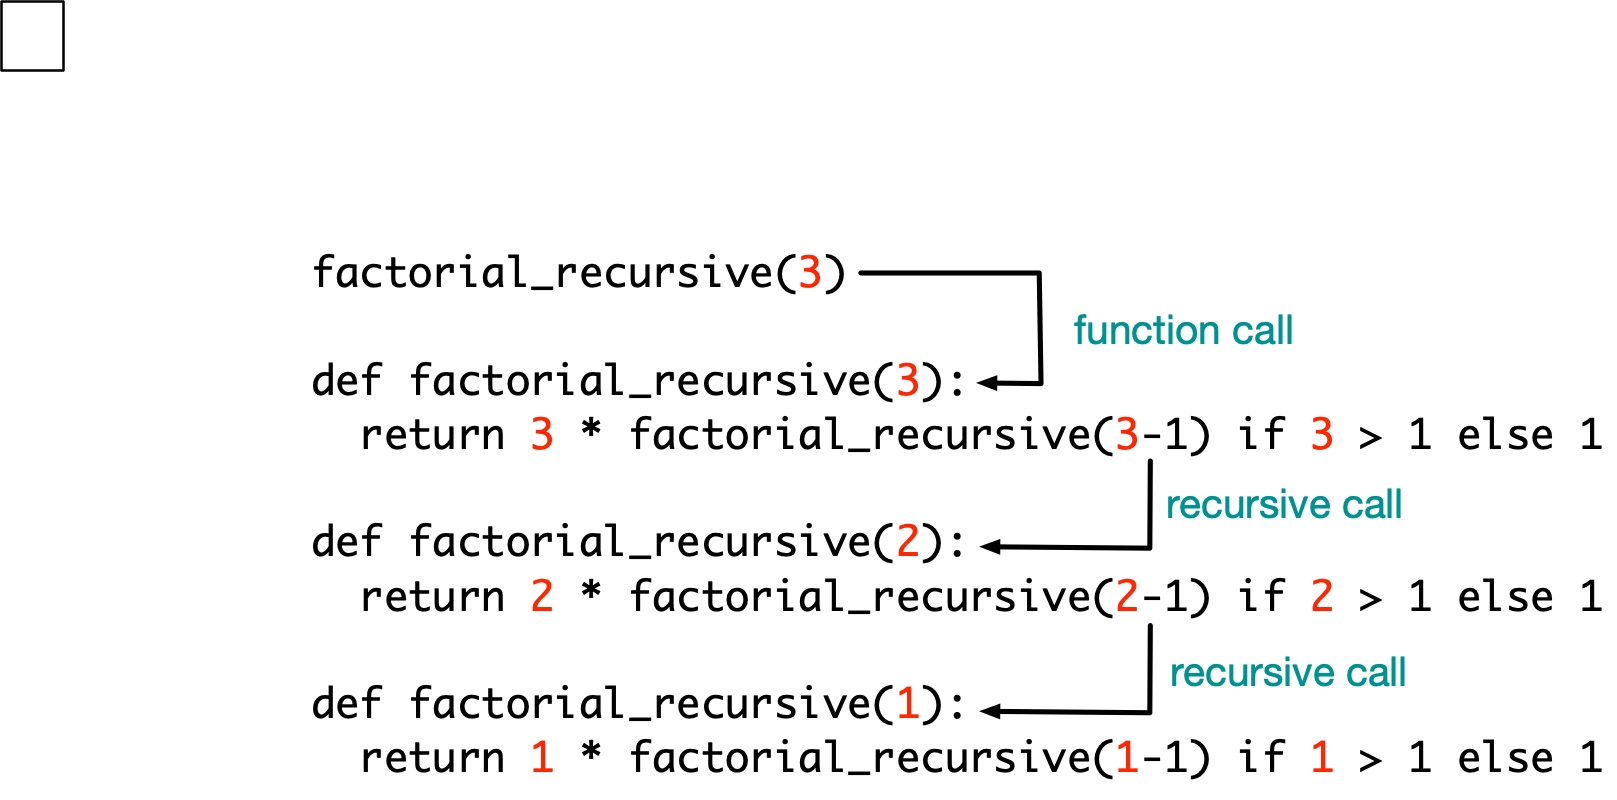 factorial_recursive(3)
function call
def factorial_recursive(3):
return 3 * factorial_recursive(3-1) if 3 > 1 else 1
recursive call
def factorial_recursive(2):
return 2 * factorial_recursive(2-1) if 2 > 1 else 1
recursive call
def factorial_recursive(1):
return 1 * factorial_recursive(1-1) if 1 > 1 else 1